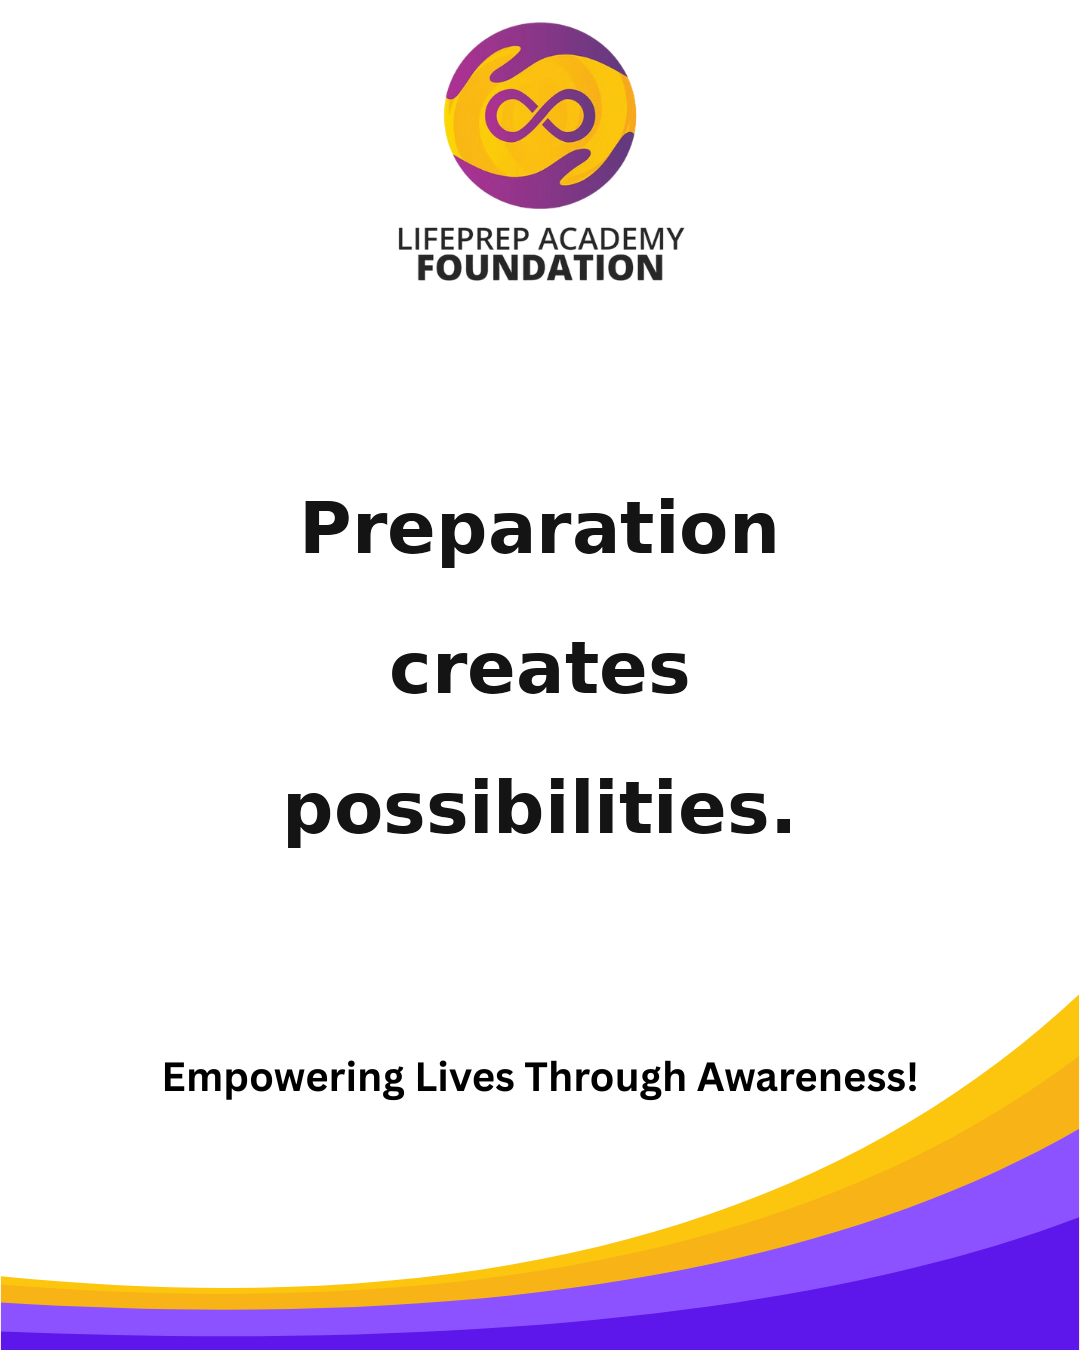 LIFEPREP ACADEMY
FOUNDATION
Preparation
creates
possibilities.
Empowering Lives Through Awareness!